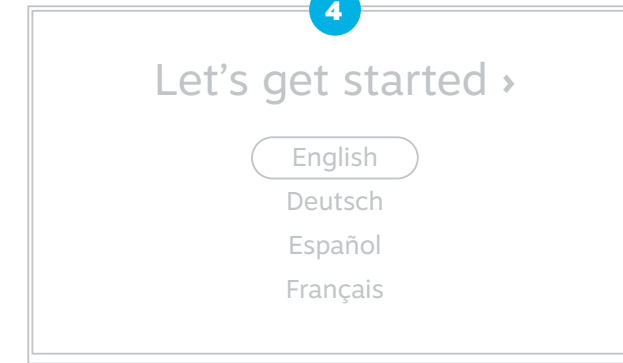 4
Let’s get started ›
English
Deutsch
Español
Français